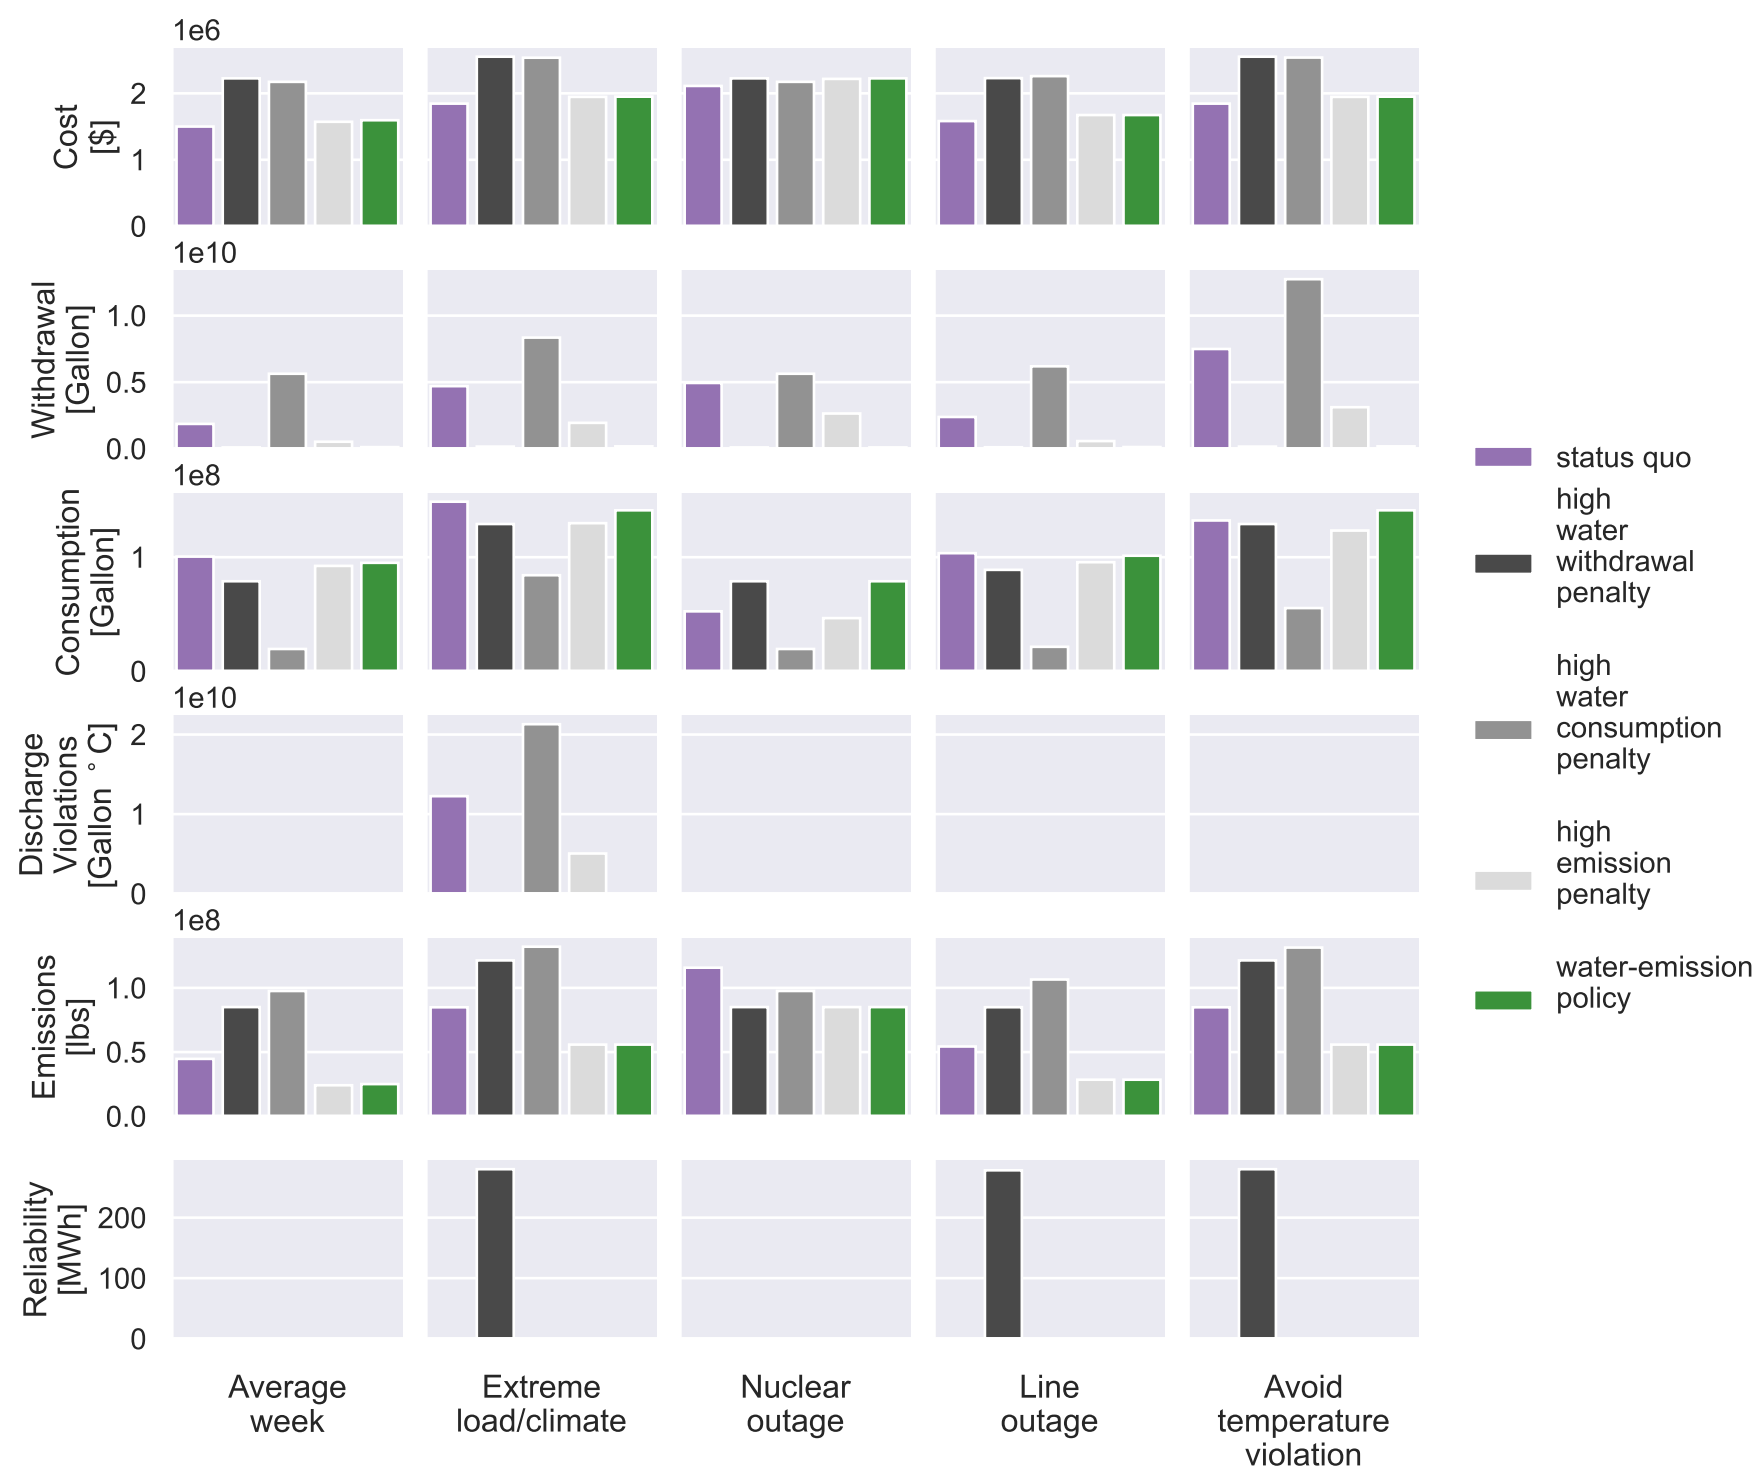 1e6
Cost
[$]
2
1
0
1e10
Withdrawal
[Gallon]
1.0
0.5
0.0
1e8
Consumption
[Gallon]
1
0
1e10
Discharge
Violations
[Gallon °C]
2
1
0
1e8
Emissions
[lbs]
1.0
0.5
0.0
Reliability
[MWh]
200
100
0
Average
week
Extreme
load/climate
Nuclear
outage
Line
outage
Avoid
temperature
violation
status quo
high
water
withdrawal
penalty
high
water
consumption
penalty
high
emission
penalty
water-emission
policy